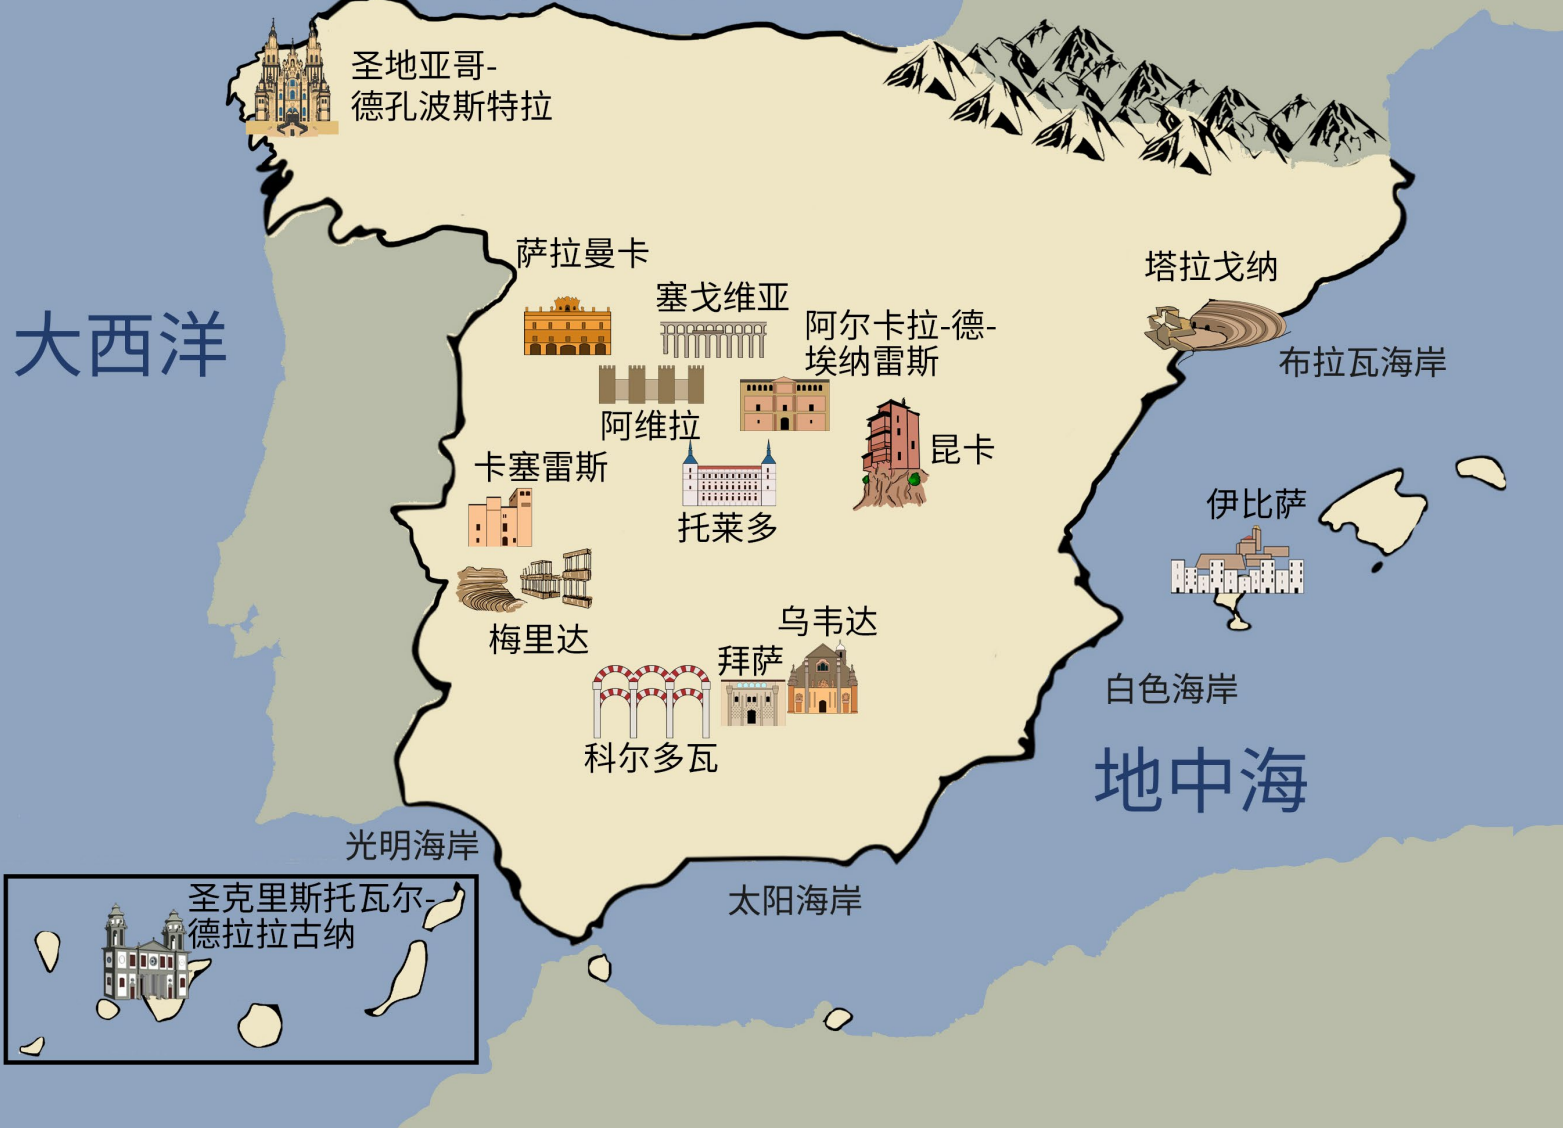 圣地亚哥-
德孔波斯特拉
萨拉曼卡
塞戈维亚
阿尔卡拉-德-
埃纳雷斯
塔拉戈纳
大西洋
布拉瓦海岸
阿维拉
昆卡
卡塞雷斯
托莱多
伊比萨
梅里达
乌韦达
拜萨
白色海岸
科尔多瓦
地中海
光明海岸
太阳海岸
圣克里斯托瓦尔-
德拉拉古纳